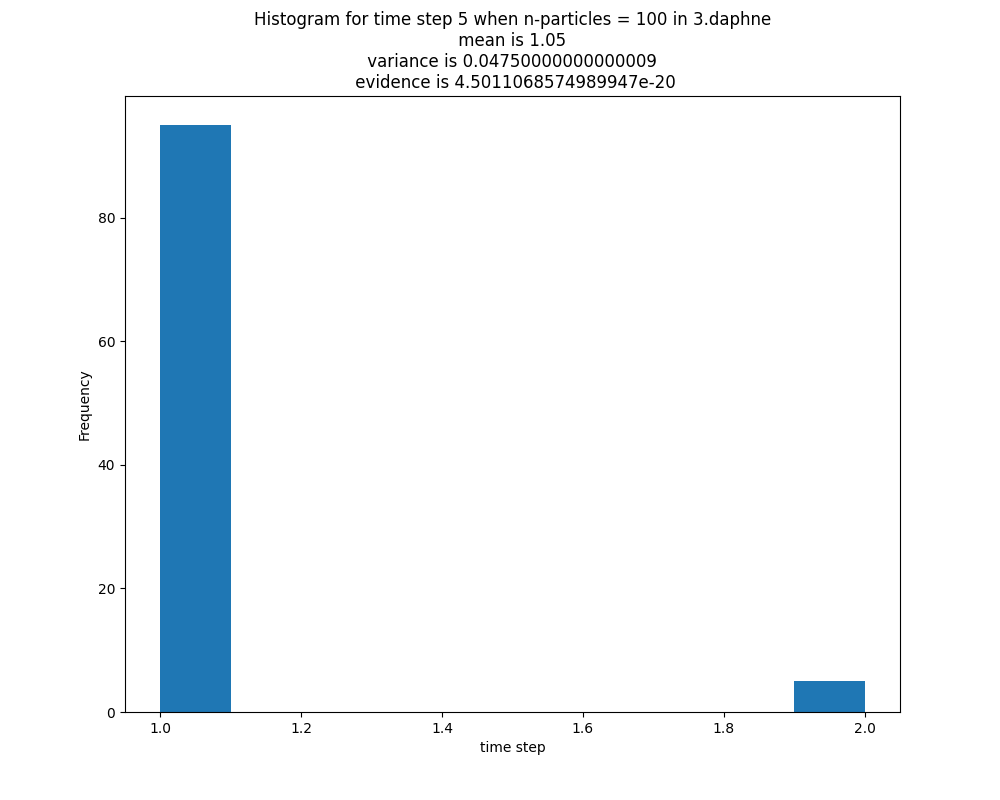 Histogram for time step 5 when n-particles = 100 in 3.daphne
mean is 1.05
variance is 0.04750000000000009
evidence is 4.5011068574989947e-20
80
60
40
20
0
Frequency
1.0 1.2 1.4 1.6 1.8 2.0
time step